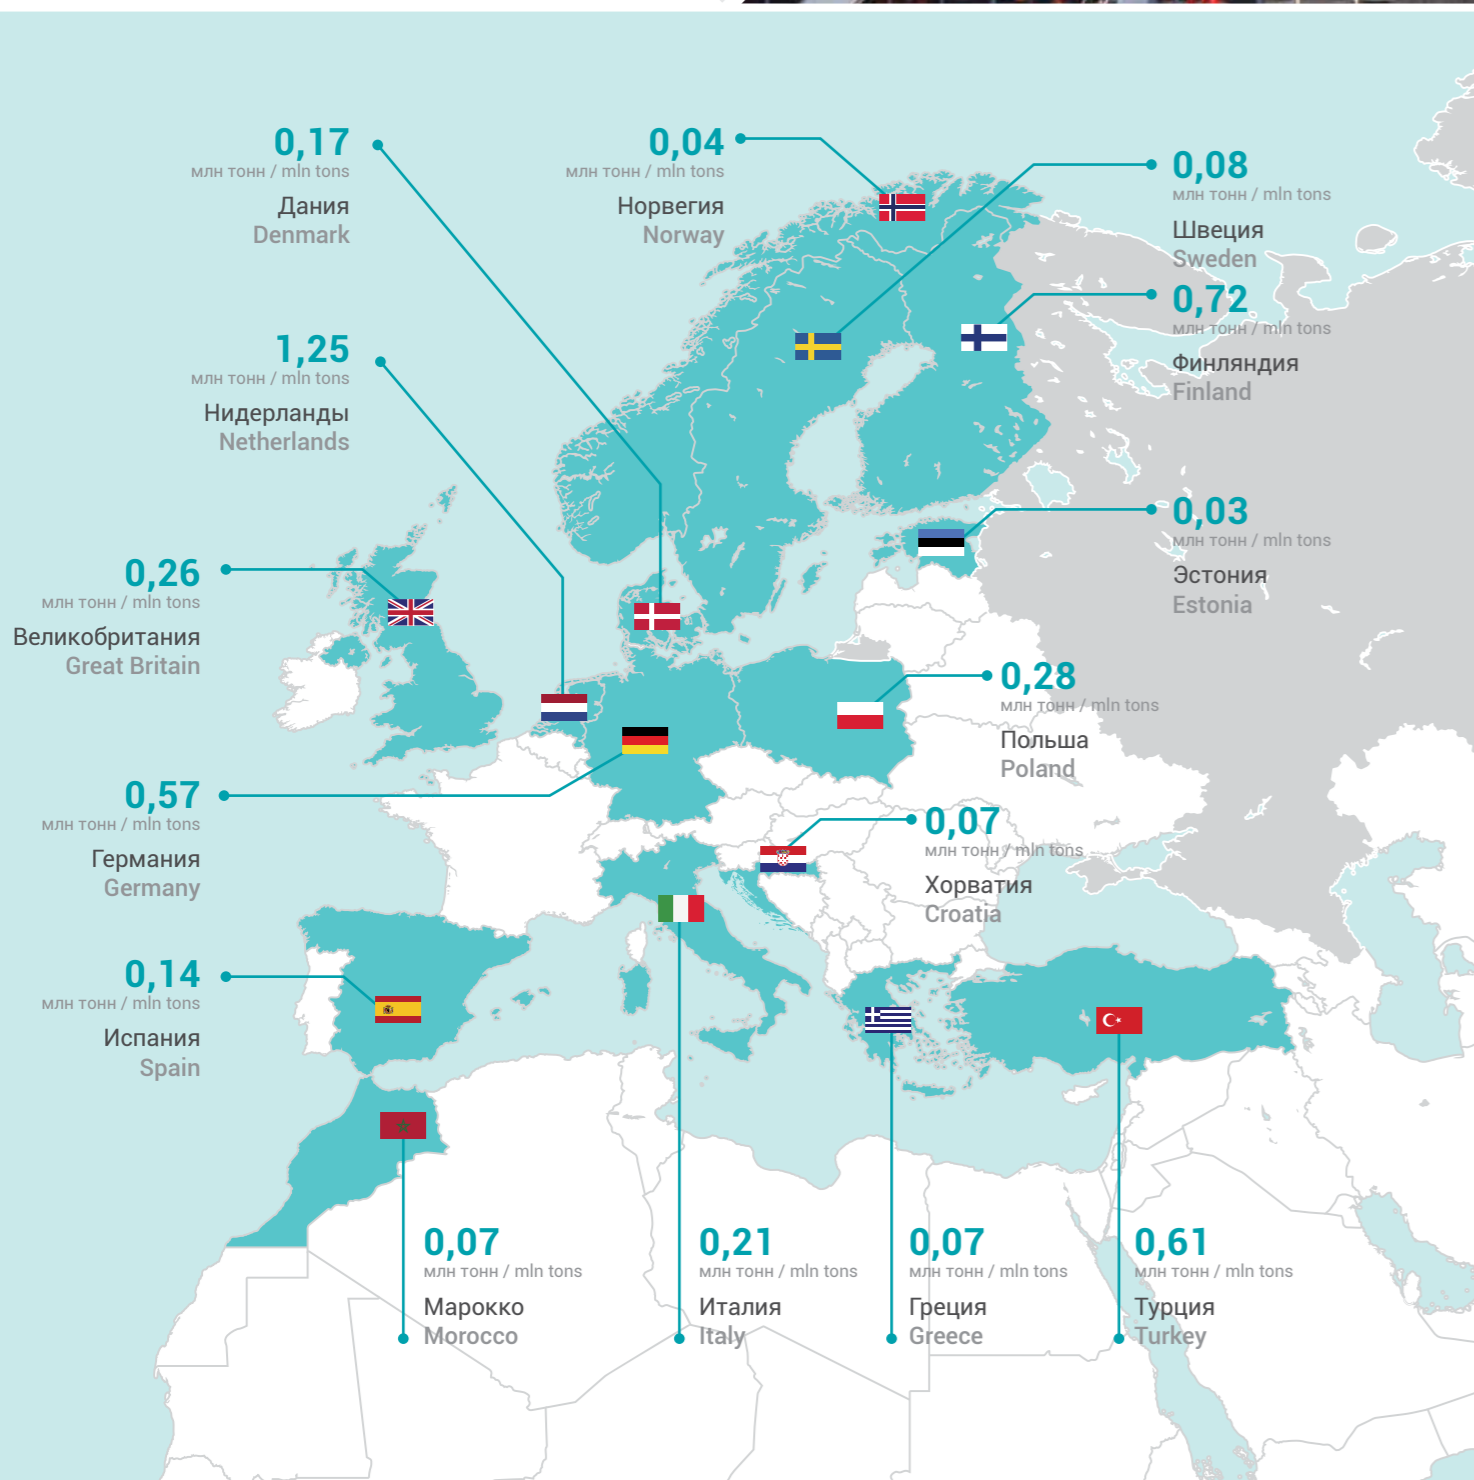 0,17
млн тонн / mln tons
Дания
Denmark
0,04
млн тонн / mln tons
Норвегия
Norway
0,08
млн тонн / mln tons
Швеция
Sweden
0,72
млн тонн / mln tons
Финляндия
Finland
1,25
млн тонн / mln tons
Нидерланды
Netherlands
0,03
млн тонн / mln tons
Эстония
Estonia
0,26
млн тонн / mln tons
Великобритания
Great Britain
0,28
млн тонн / mln tons
Польша
Poland
0,57
млн тонн / mln tons
Германия
Germany
0,07
млн тонн / mln tons
Хорватия
Croatia
0,14
млн тонн / mln tons
Испания
Spain
0,07
млн тонн / mln tons
Марокко
Morocco
0,21
млн тонн / mln tons
Италия
Italy
0,07
млн тонн / mln tons
Греция
Greece
0,61
млн тонн / mln tons
Турция
Turkey